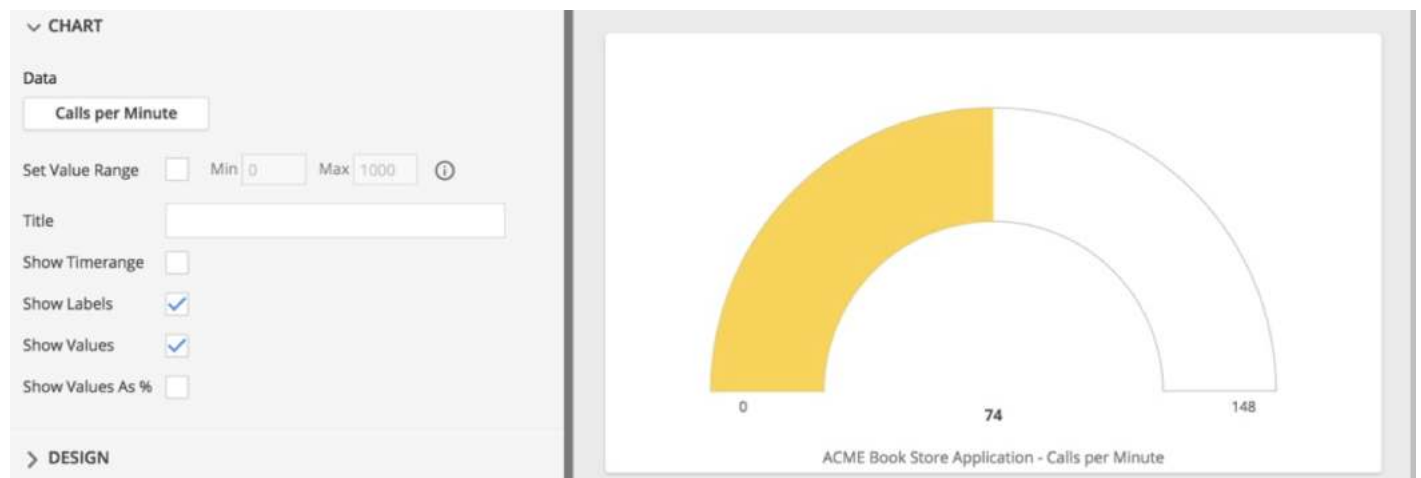 CHART
Data
Calls per Minute
Set Value Range Min 0 Max 1000
Title
Show Timerange
Show Labels
Show Values
Show Values As %
DESIGN
0 74 148
ACME Book Store Application - Calls per Minute